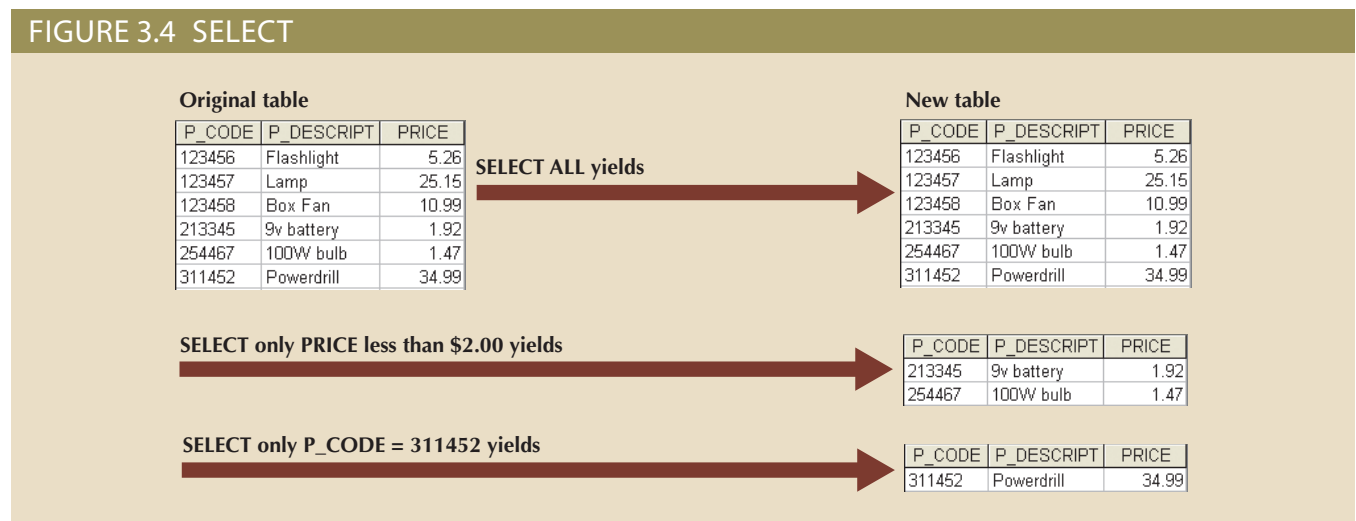 FIGURE 3.4 SELECT
Original table
P_CODE P_DESCRIPT PRICE
123456 Flashlight 5.26
123457 Lamp 25.15
123458 Box Fan 10.99
213345 9v battery 1.92
254467 100W bulb 1.47
311452 Powerdrill 34.99
SELECT ALL yields
New table
P_CODE P_DESCRIPT PRICE
123456 Flashlight 5.26
123457 Lamp 25.15
123458 Box Fan 10.99
213345 9v battery 1.92
254467 100W bulb 1.47
311452 Powerdrill 34.99
SELECT only PRICE less than $2.00 yields
P_CODE P_DESCRIPT PRICE
213345 9v battery 1.92
254467 100W bulb 1.47
SELECT only P_CODE = 311452 yields
P_CODE P_DESCRIPT PRICE
311452 Powerdrill 34.99